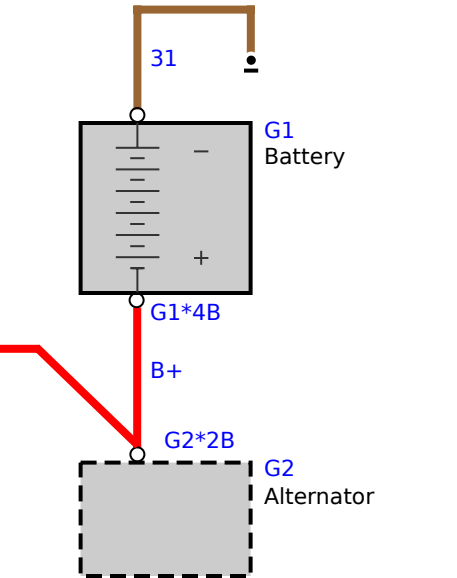 31
G1
Battery
−
+
G1*4B
B+
G2*2B
G2
Alternator